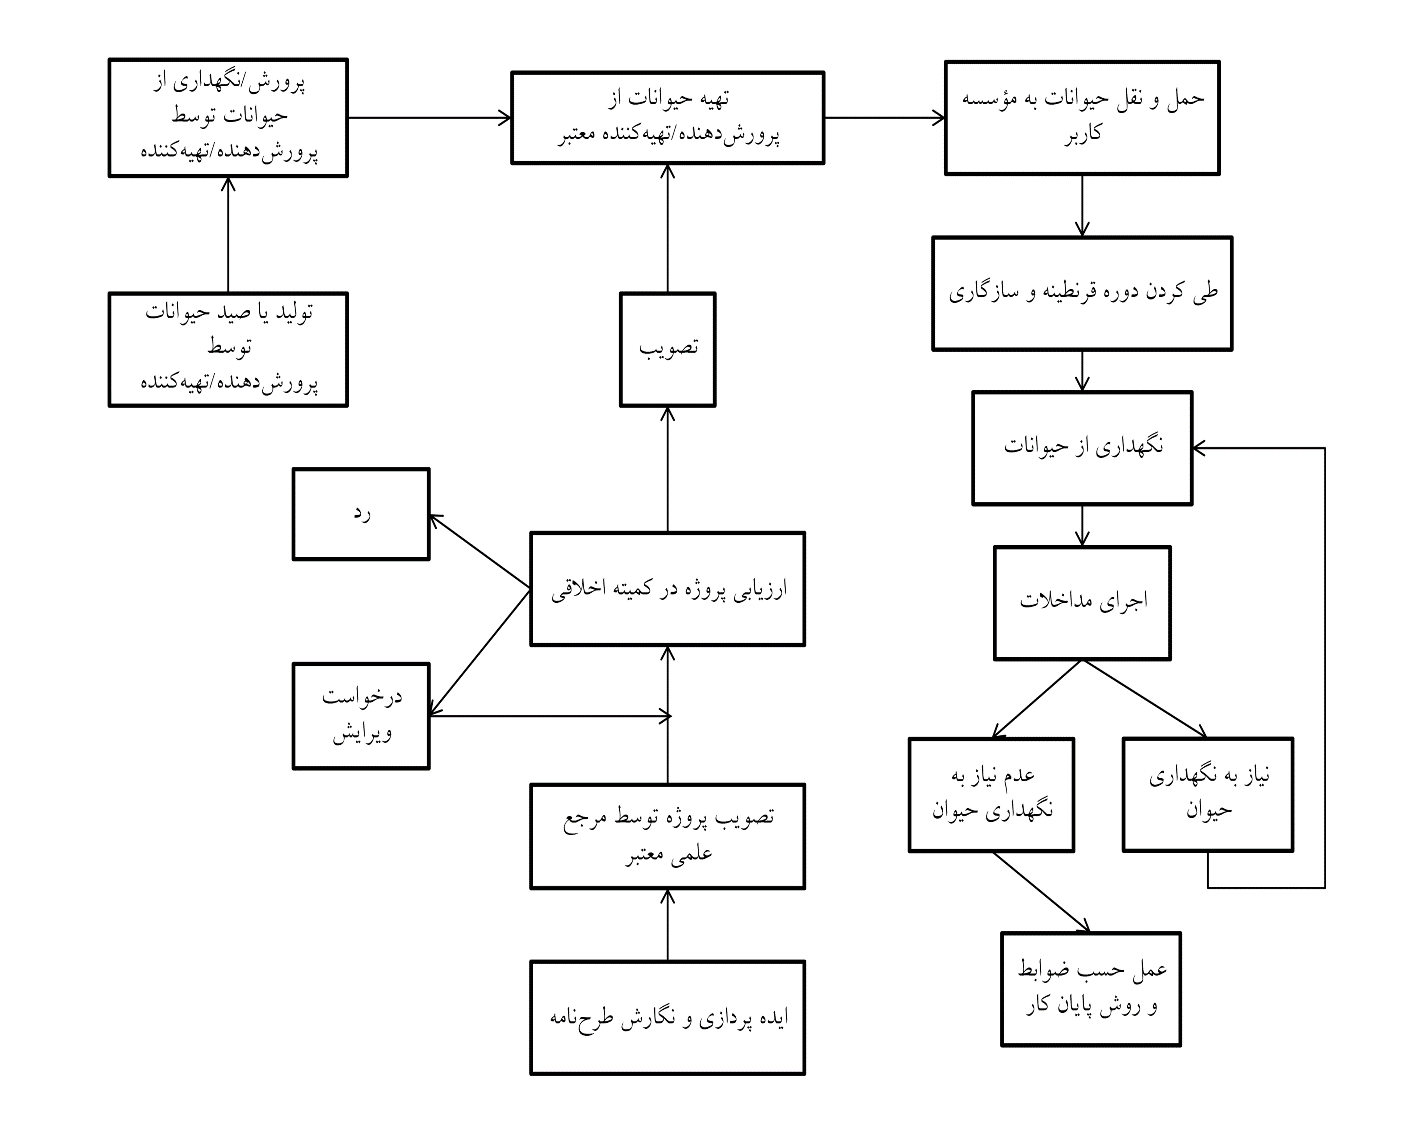 پرورش/نگهداری از
حیوانات توسط
پرورش‌دهنده/تهیه‌کننده
تهیه حیوانات از
پرورش‌دهنده/تهیه‌کننده معتبر
حمل و نقل حیوانات به مؤسسه
کاربر
طی کردن دوره قرنطینه و سازگاری
تولید یا صید حیوانات
توسط
پرورش‌دهنده/تهیه‌کننده
تصویب
نگهداری از حیوانات
رد
ارزیابی پروژه در کمیته اخلاقی
اجرای مداخلات
درخواست
ویرایش
عدم نیاز به
نگهداری حیوان
نیاز به نگهداری
حیوان
تصویب پروژه توسط مرجع
علمی معتبر
عمل حسب ضوابط
و روش پایان کار
ایده پردازی و نگارش طرح‌نامه